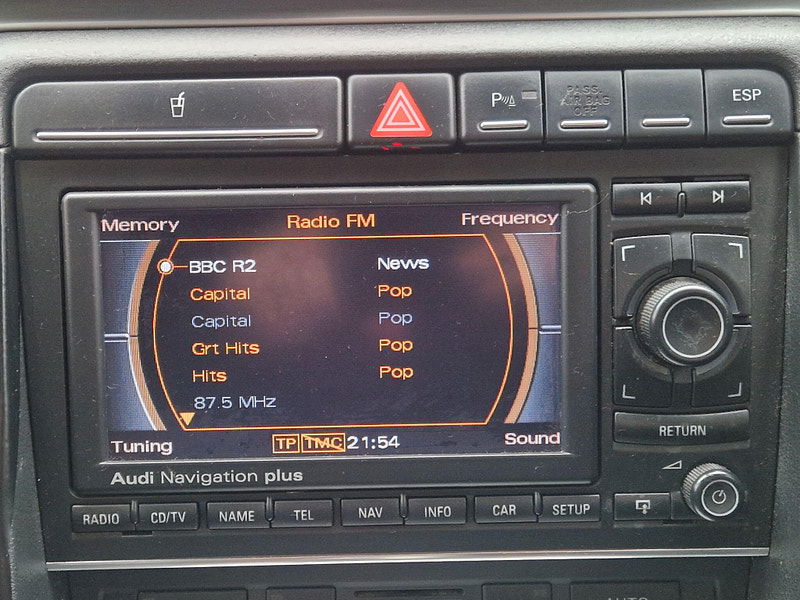 P
PASS.
AIR BAG
OFF
ESP
Memory Radio FM Frequency
BBC R2 News
Capital Pop
Capital Pop
Grt Hits Pop
Hits Pop
87.5 MHz
Tuning TP TMC 21:54 Sound
RETURN
Audi Navigation plus
RADIO CD/TV NAME TEL NAV INFO CAR SETUP